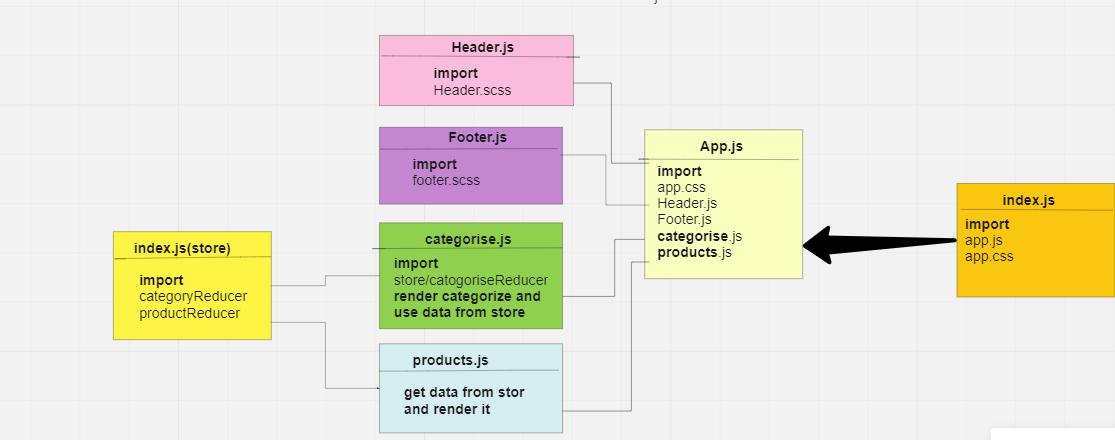 Header.js
import
Header.scss
Footer.js
import
footer.scss
App.js
import
app.css
Header.js
Footer.js
categorise.js
products.js
index.js
import
app.js
app.css
index.js(store)
import
categoryReducer
productReducer
categorise.js
import
store/catogoriseReducer
render categorize and
use data from store
products.js
get data from stor
and render it